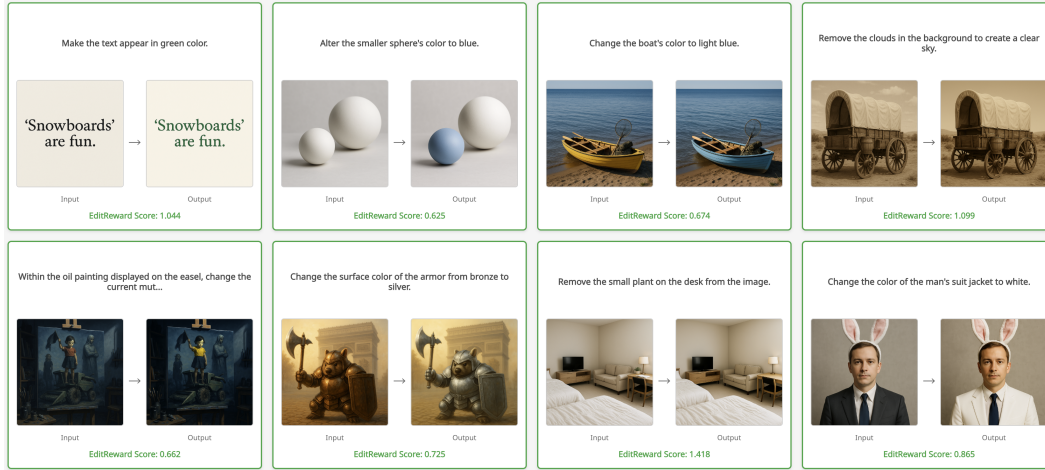 Make the text appear in green color.
'Snowboards'
are fun.
'Snowboards'
are fun.
Input
Output
EditReward Score: 1.044
Alter the smaller sphere's color to blue.
Input
Output
EditReward Score: 0.625
Change the boat's color to light blue.
Input
Output
EditReward Score: 0.674
Remove the clouds in the background to create a clear
sky.
Input
Output
EditReward Score: 1.099
Within the oil painting displayed on the easel, change the
current mut...
Input
Output
EditReward Score: 0.662
Change the surface color of the armor from bronze to
silver.
Input
Output
EditReward Score: 0.725
Remove the small plant on the desk from the image.
Input
Output
EditReward Score: 1.418
Change the color of the man's suit jacket to white.
Input
Output
EditReward Score: 0.865